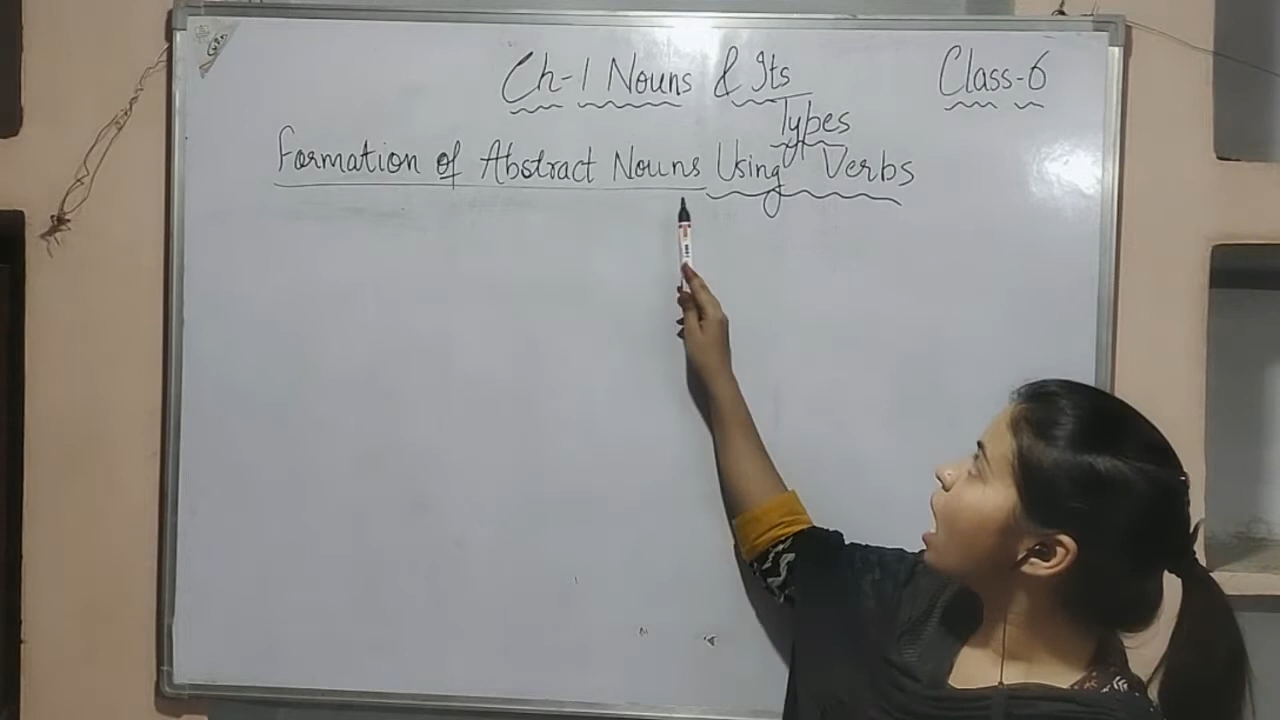 Ch-1 Nouns & Its Class-6
Types
Formation of Abstract Nouns Using Verbs